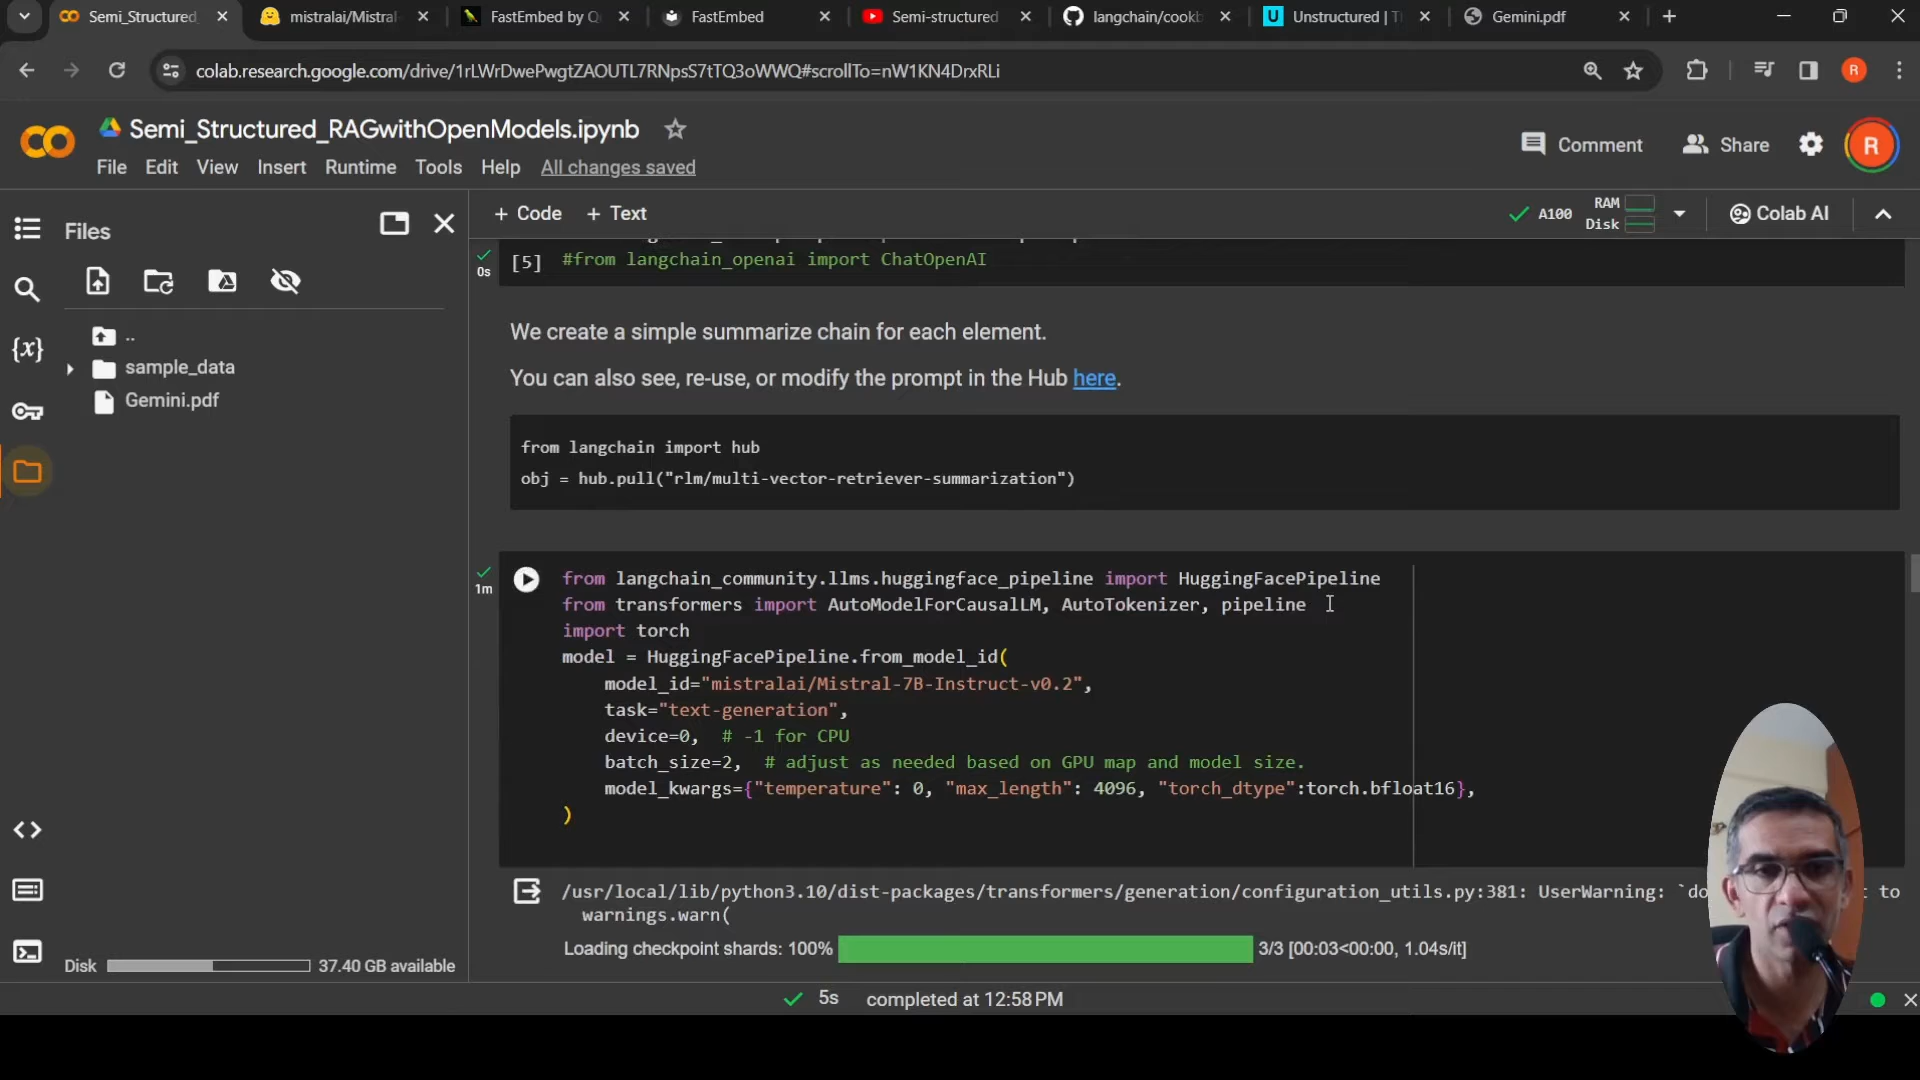 Semi_Structured_
mistralai/Mistral-
FastEmbed by Q
FastEmbed
Semi-structured
langchain/cookb
Unstructured | T
Gemini.pdf
colab.research.google.com/drive/1rLWrDwePwgtZAOUTL7RNpsS7tTQ3oWWQ#scrollTo=nW1KN4DrxRLi
R
Semi_Structured_RAGwithOpenModels.ipynb
Comment
Share
R
File Edit View Insert Runtime Tools Help All changes saved
Files
+ Code + Text
A100
RAM
Disk
Colab AI
0s
[5] #from langchain_openai import ChatOpenAI
..
sample_data
Gemini.pdf
{x}
We create a simple summarize chain for each element.
You can also see, re-use, or modify the prompt in the Hub here.
from langchain import hub
obj = hub.pull("rlm/multi-vector-retriever-summarization")
1m
from langchain_community.llms.huggingface_pipeline import HuggingFacePipeline
from transformers import AutoModelForCausalLM, AutoTokenizer, pipeline
import torch
model = HuggingFacePipeline.from_model_id(
model_id="mistralai/Mistral-7B-Instruct-v0.2",
task="text-generation",
device=0, # -1 for CPU
batch_size=2, # adjust as needed based on GPU map and model size.
model_kwargs={"temperature": 0, "max_length": 4096, "torch_dtype":torch.bfloat16},
)
/usr/local/lib/python3.10/dist-packages/transformers/generation/configuration_utils.py:381: UserWarning: `do to
warnings.warn(
Loading checkpoint shards: 100% 3/3 [00:03<00:00, 1.04s/it]
Disk 37.40 GB available
5s completed at 12:58 PM